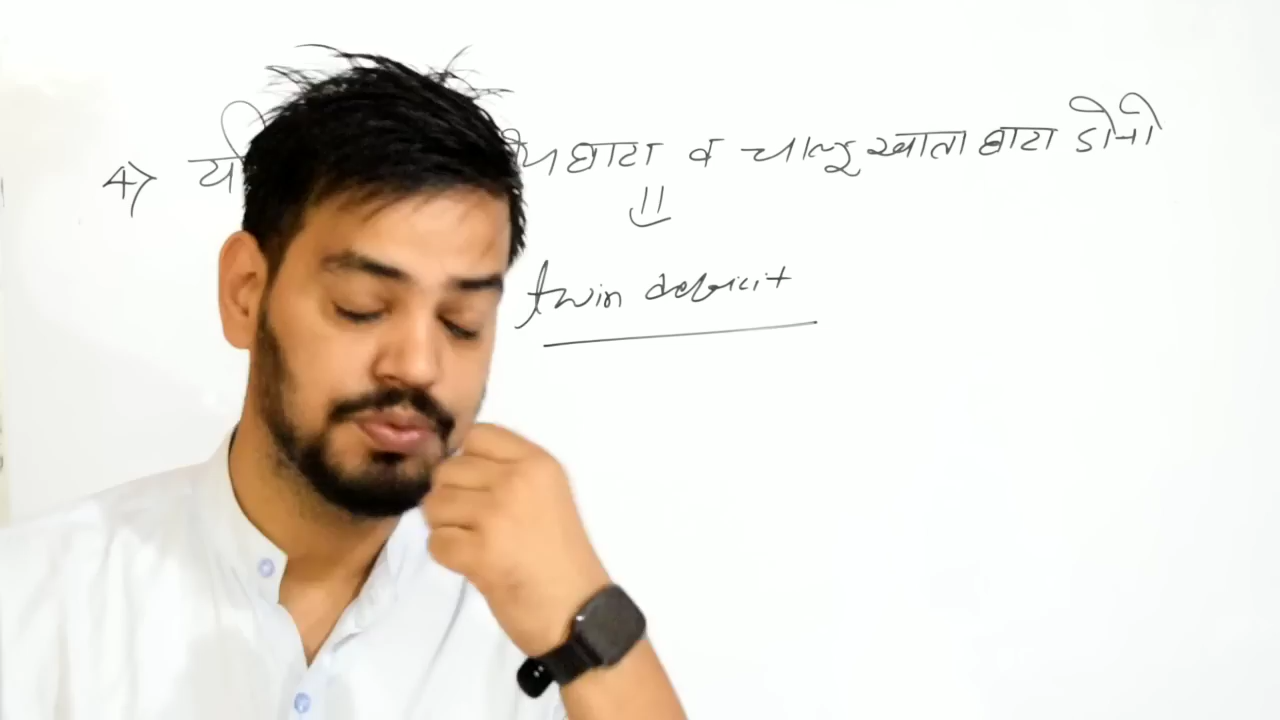 4) घाटा व चालू खाता घाटा दोनो
twin deficit